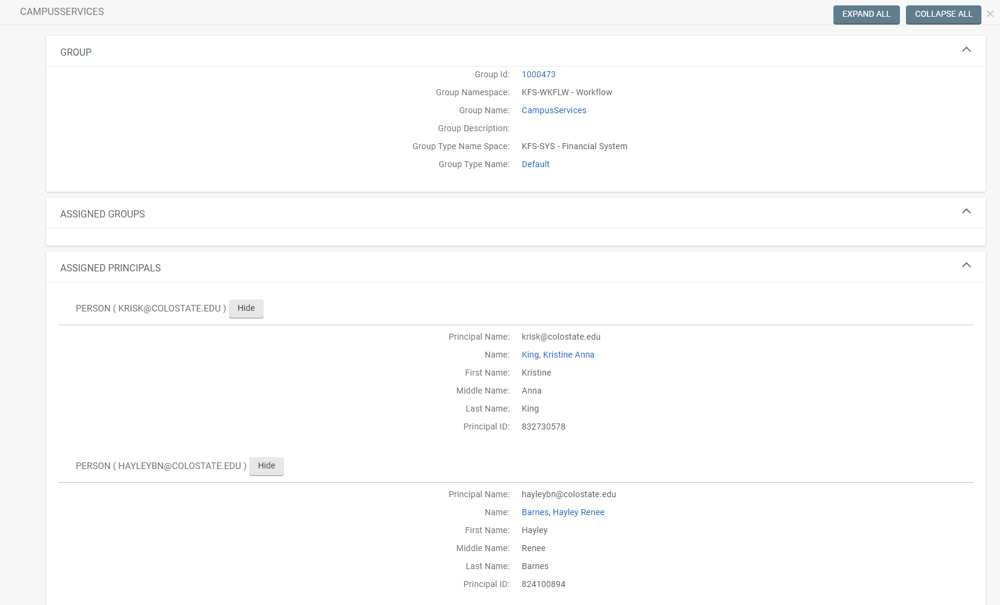 CAMPUSSERVICES
EXPAND ALL
COLLAPSE ALL
×
GROUP
Group Id: 1000473
Group Namespace: KFS-WKFLW - Workflow
Group Name: CampusServices
Group Description:
Group Type Name Space: KFS-SYS - Financial System
Group Type Name: Default
ASSIGNED GROUPS
ASSIGNED PRINCIPALS
PERSON ( KRISK@COLOSTATE.EDU ) Hide
Principal Name: krisk@colostate.edu
Name: King, Kristine Anna
First Name: Kristine
Middle Name: Anna
Last Name: King
Principal ID: 832730578
PERSON ( HAYLEYBN@COLOSTATE.EDU ) Hide
Principal Name: hayleybn@colostate.edu
Name: Barnes, Hayley Renee
First Name: Hayley
Middle Name: Renee
Last Name: Barnes
Principal ID: 824100894